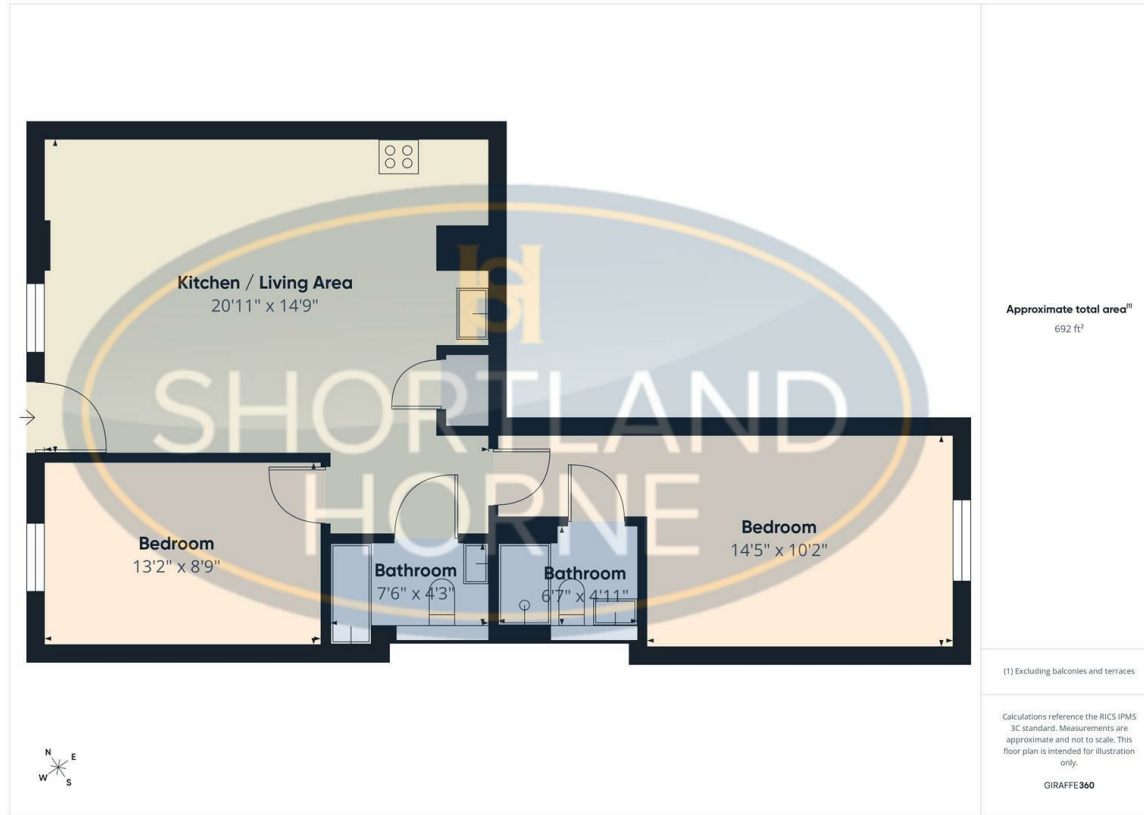 Kitchen / Living Area
20'11" x 14'9"
SHORTLAND
HORNE
Bedroom
13'2" x 8'9"
Bathroom
7'6" x 4'3"
Bathroom
6'7" x 4'11"
Bedroom
14'5" x 10'2"
N
E
W
S
Approximate total area(1)
692 ft²
(1) Excluding balconies and terraces
Calculations reference the RICS IPMS
3C standard. Measurements are
approximate and not to scale. This
floor plan is intended for illustration
only.
GIRAFFE360